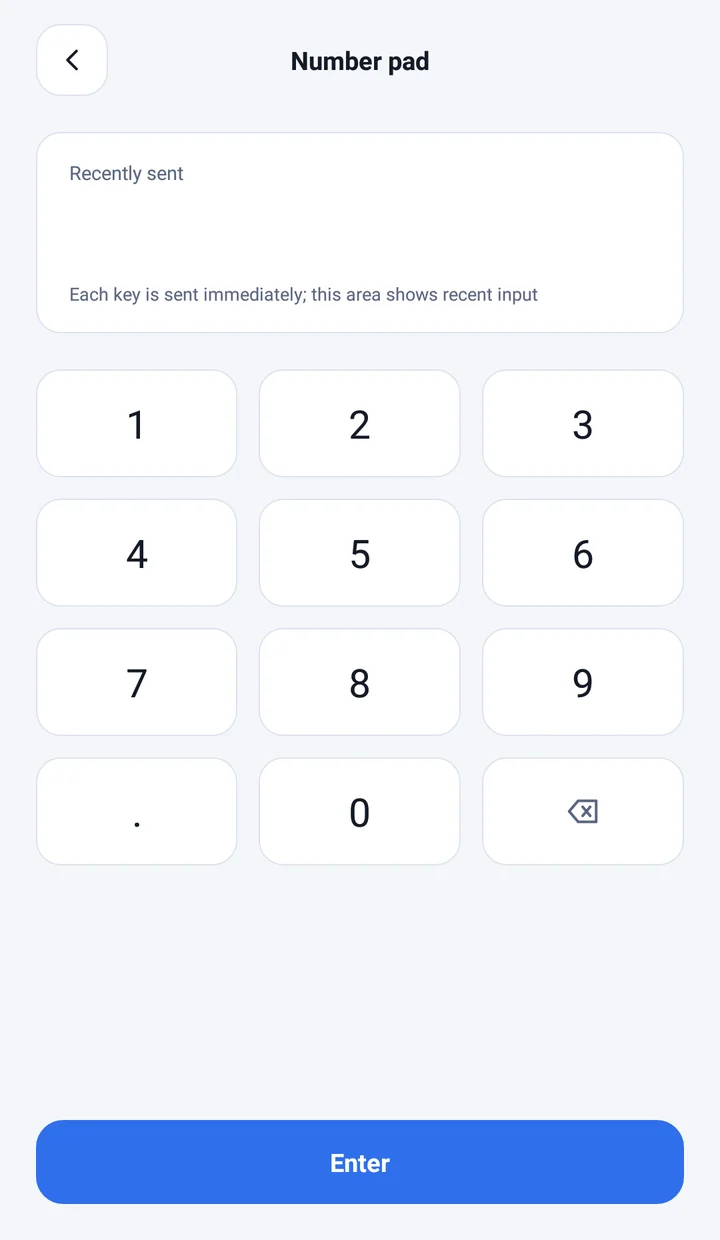 Number pad
Recently sent
Each key is sent immediately; this area shows recent input
1 2 3
4 5 6
7 8 9
. 0
Enter